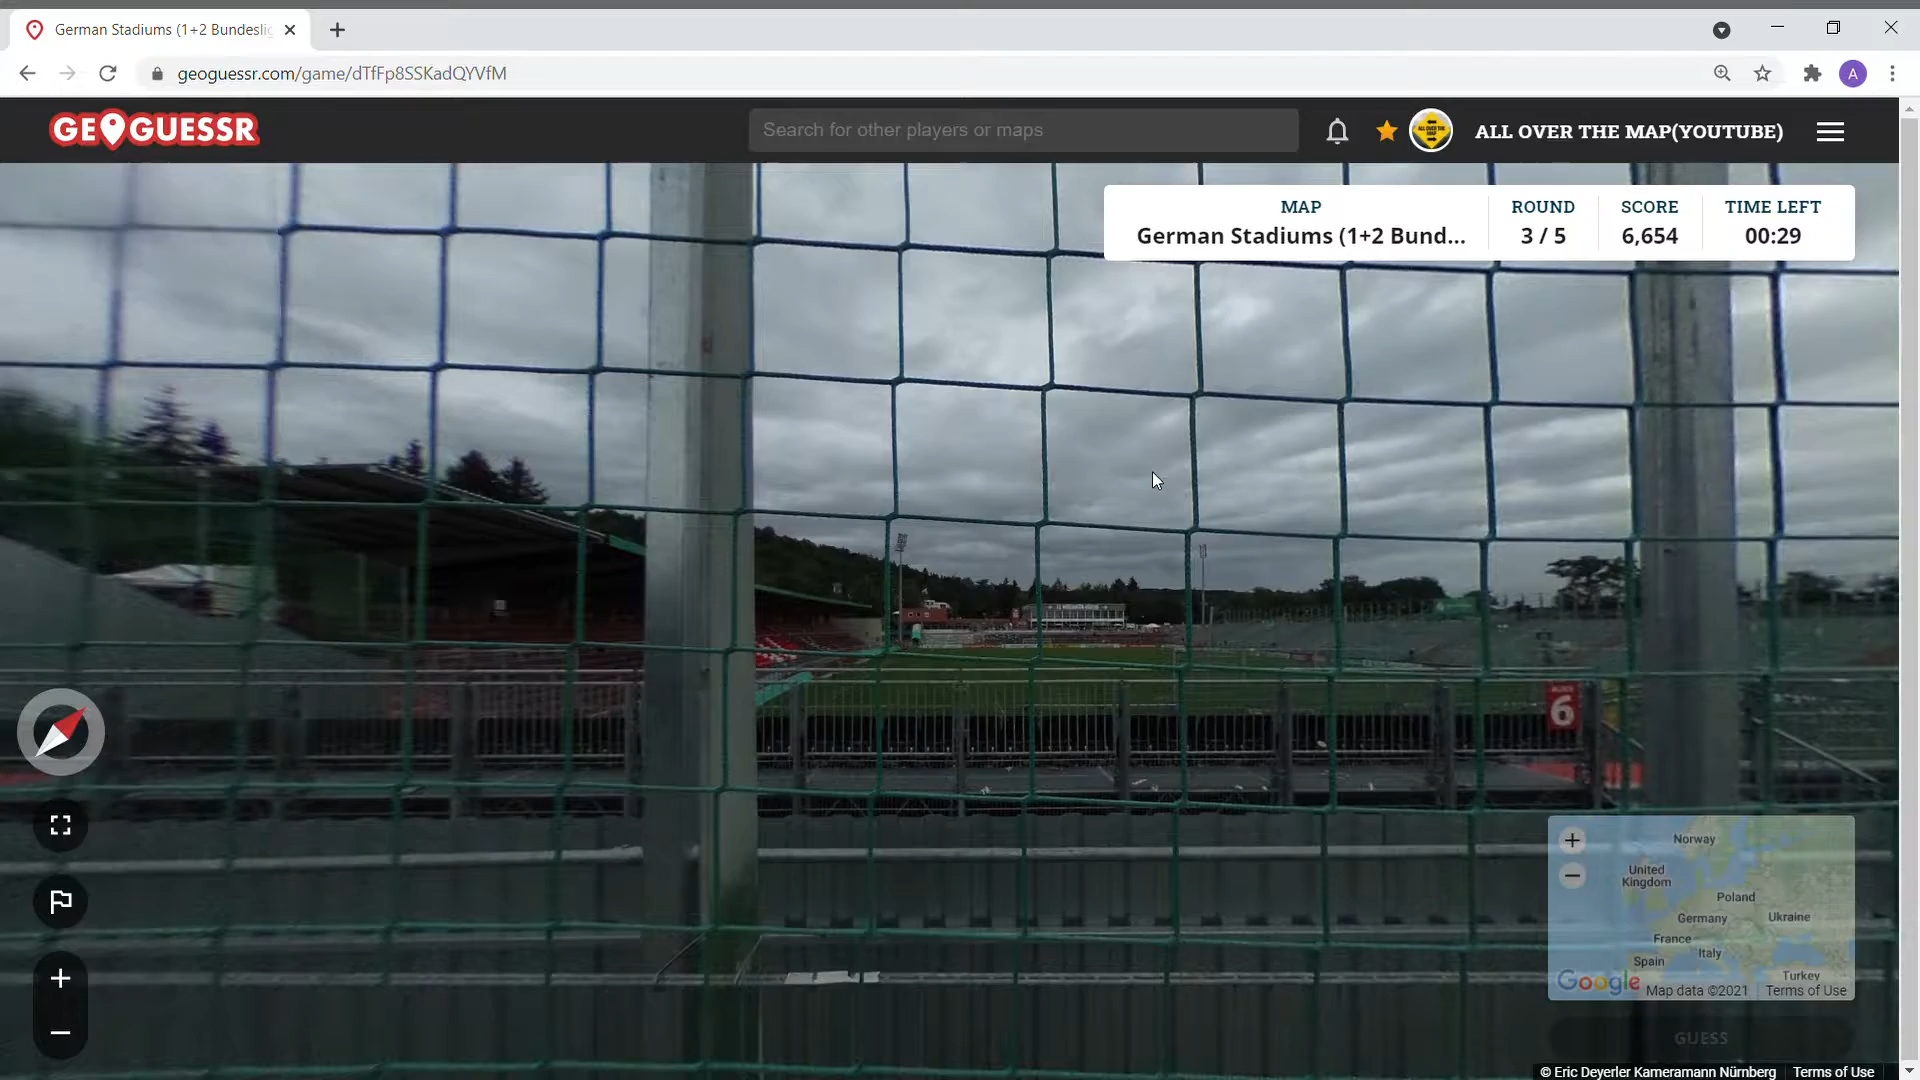 German Stadiums (1+2 Bundeslig
geoguessr.com/game/dTfFp8SSKadQYVfM
A
GEOGUESSR
Search for other players or maps
ALL OVER THE MAP(YOUTUBE)
MAP
ROUND
SCORE
TIME LEFT
German Stadiums (1+2 Bund...
3 / 5
6,654
00:29
6
Norway
United
Kingdom
Poland
Germany
Ukraine
France
Italy
Spain
Turkey
Google
Map data ©2021
Terms of Use
GUESS
© Eric Deyerler Kameramann Nürnberg
Terms of Use